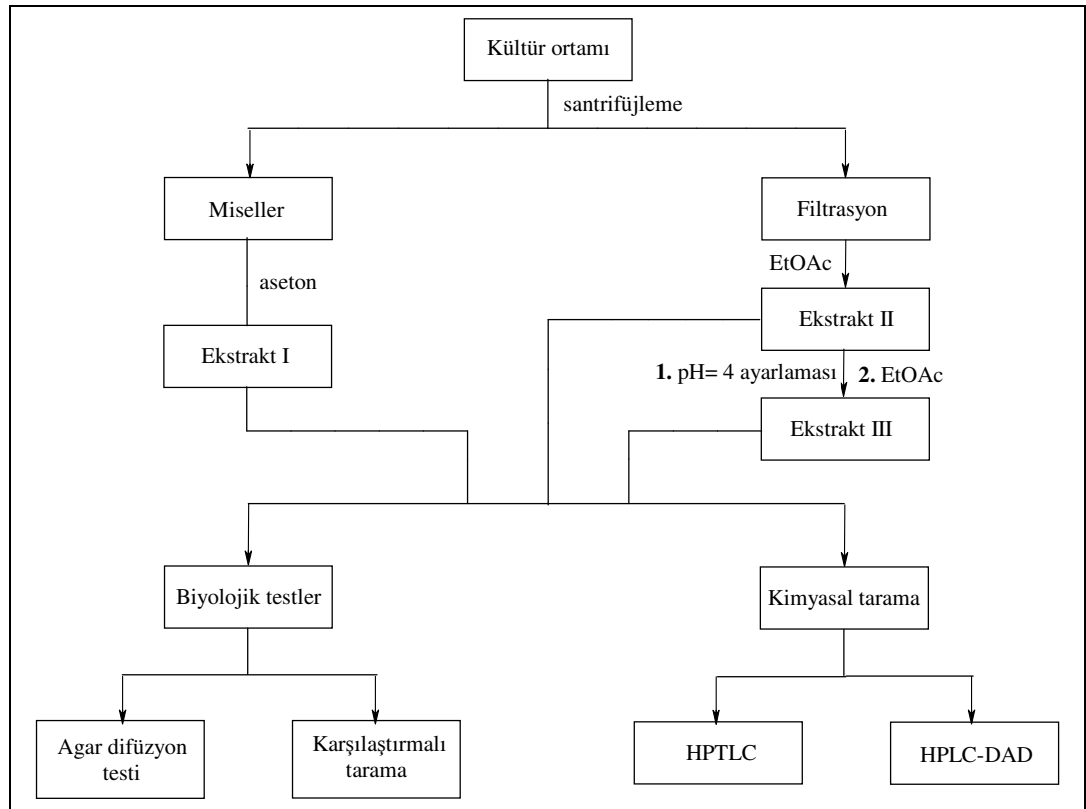 Kültür ortamı
santrifüjleme
Miseller
Filtrasyon
EtOAc
aseton
Ekstrakt II
Ekstrakt I
1. pH= 4 ayarlaması
2. EtOAc
Ekstrakt III
Biyolojik testler
Kimyasal tarama
Agar difüzyon
testi
Karşılaştırmalı
tarama
HPTLC
HPLC-DAD